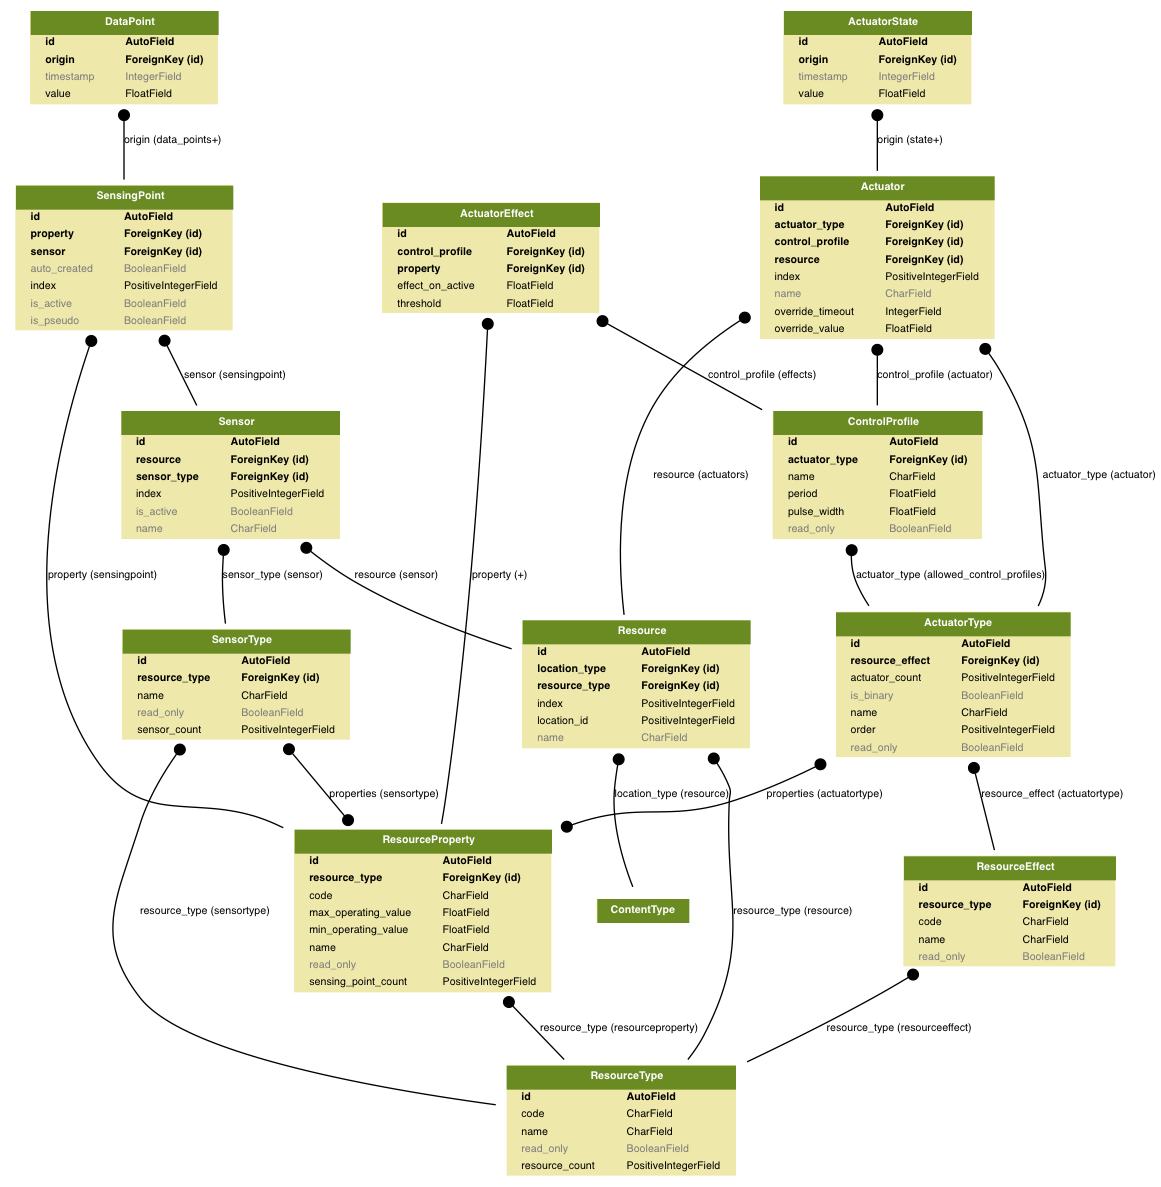 DataPoint
id AutoField
origin ForeignKey (id)
timestamp IntegerField
value FloatField
ActuatorState
id AutoField
origin ForeignKey (id)
timestamp IntegerField
value FloatField
origin (data_points+)
origin (state+)
SensingPoint
id AutoField
property ForeignKey (id)
sensor ForeignKey (id)
auto_created BooleanField
index PositiveIntegerField
is_active BooleanField
is_pseudo BooleanField
ActuatorEffect
id AutoField
control_profile ForeignKey (id)
property ForeignKey (id)
effect_on_active FloatField
threshold FloatField
Actuator
id AutoField
actuator_type ForeignKey (id)
control_profile ForeignKey (id)
resource ForeignKey (id)
index PositiveIntegerField
name CharField
override_timeout IntegerField
override_value FloatField
sensor (sensingpoint)
control_profile (effects)
control_profile (actuator)
Sensor
id AutoField
resource ForeignKey (id)
sensor_type ForeignKey (id)
index PositiveIntegerField
is_active BooleanField
name CharField
ControlProfile
id AutoField
actuator_type ForeignKey (id)
name CharField
period FloatField
pulse_width FloatField
read_only BooleanField
resource (actuators)
actuator_type (actuator)
property (sensingpoint)
sensor_type (sensor)
resource (sensor)
property (+)
actuator_type (allowed_control_profiles)
SensorType
id AutoField
resource_type ForeignKey (id)
name CharField
read_only BooleanField
sensor_count PositiveIntegerField
Resource
id AutoField
location_type ForeignKey (id)
resource_type ForeignKey (id)
index PositiveIntegerField
location_id PositiveIntegerField
name CharField
ActuatorType
id AutoField
resource_effect ForeignKey (id)
actuator_count PositiveIntegerField
is_binary BooleanField
name CharField
order PositiveIntegerField
read_only BooleanField
properties (sensortype)
location_type (resource)
properties (actuatortype)
resource_effect (actuatortype)
ResourceProperty
id AutoField
resource_type ForeignKey (id)
code CharField
max_operating_value FloatField
min_operating_value FloatField
name CharField
read_only BooleanField
sensing_point_count PositiveIntegerField
ContentType
ResourceEffect
id AutoField
resource_type ForeignKey (id)
code CharField
name CharField
read_only BooleanField
resource_type (sensortype)
resource_type (resource)
resource_type (resourceproperty)
resource_type (resourceeffect)
ResourceType
id AutoField
code CharField
name CharField
read_only BooleanField
resource_count PositiveIntegerField